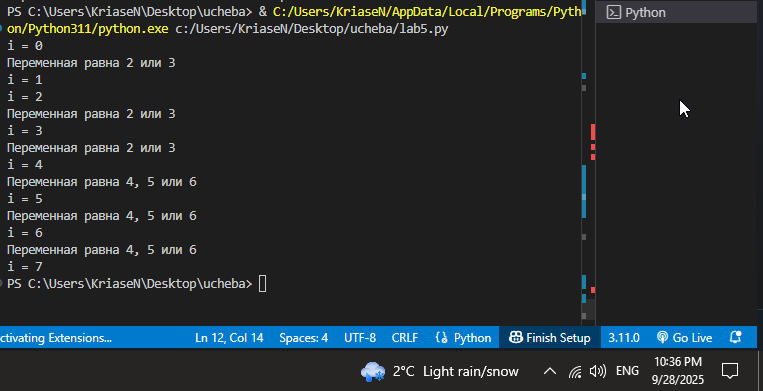 PS C:\Users\KriaseN\Desktop\ucheba> & C:/Users/KriaseN/AppData/Local/Programs/Pyth
on/Python311/python.exe c:/Users/KriaseN/Desktop/ucheba/lab5.py
i = 0
Переменная равна 2 или 3
i = 1
i = 2
Переменная равна 2 или 3
i = 3
Переменная равна 2 или 3
i = 4
Переменная равна 4, 5 или 6
i = 5
Переменная равна 4, 5 или 6
i = 6
Переменная равна 4, 5 или 6
i = 7
PS C:\Users\KriaseN\Desktop\ucheba>
Python
ctivating Extensions... Ln 12, Col 14 Spaces: 4 UTF-8 CRLF Python Finish Setup 3.11.0 Go Live
2°C Light rain/snow ENG 10:36 PM
9/28/2025